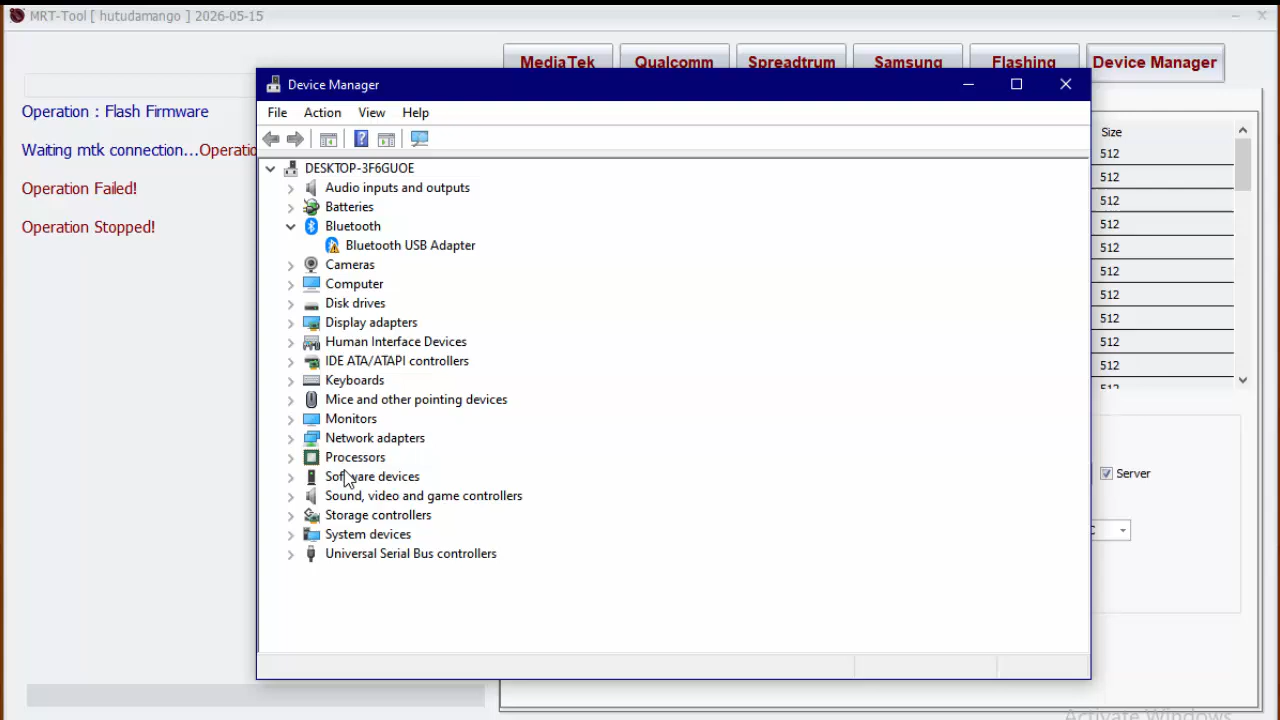 MRT-Tool [ hutudamango ] 2026-05-15
MediaTek Qualcomm Spreadtrum Samsung Flashing Device Manager
Operation : Flash Firmware
Waiting mtk connection...Operatio
Operation Failed!
Operation Stopped!
Device Manager
File Action View Help
DESKTOP-3F6GUOE
Audio inputs and outputs
Batteries
Bluetooth
Bluetooth USB Adapter
Cameras
Computer
Disk drives
Display adapters
Human Interface Devices
IDE ATA/ATAPI controllers
Keyboards
Mice and other pointing devices
Monitors
Network adapters
Processors
Software devices
Sound, video and game controllers
Storage controllers
System devices
Universal Serial Bus controllers
Size
512
512
512
512
512
512
512
512
512
512
512
Server
C
Activate Windows